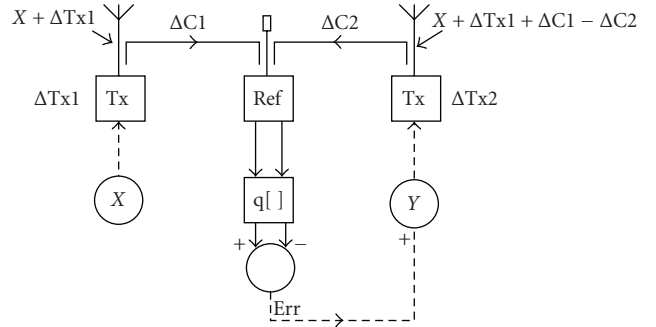 X + ΔTx1
ΔC1
ΔC2
X + ΔTx1 + ΔC1 − ΔC2
ΔTx1
Tx
Ref
Tx
ΔTx2
X
q[ ]
Y
+
−
+
Err